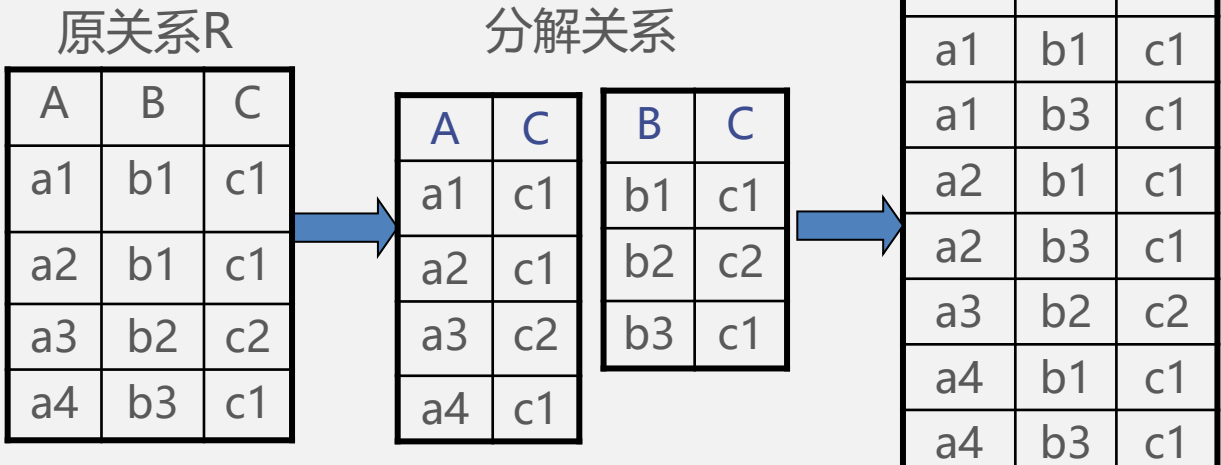 原关系R
A B C
a1 b1 c1
a2 b1 c1
a3 b2 c2
a4 b3 c1
分解关系
A C
a1 c1
a2 c1
a3 c2
a4 c1
B C
b1 c1
b2 c2
b3 c1
a1 b1 c1
a1 b3 c1
a2 b1 c1
a2 b3 c1
a3 b2 c2
a4 b1 c1
a4 b3 c1